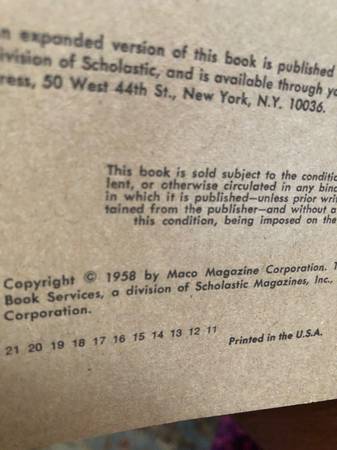 n expanded version of this book is published
ivision of Scholastic, and is available through yo
ress, 50 West 44th St., New York, N.Y. 10036.
This book is sold subject to the conditio
lent, or otherwise circulated in any bind
in which it is published—unless prior writ
tained from the publisher—and without a
this condition, being imposed on the
Copyright © 1958 by Maco Magazine Corporation. T
Book Services, a division of Scholastic Magazines, Inc.,
Corporation.
21 20 19 18 17 16 15 14 13 12 11
Printed in the U.S.A.